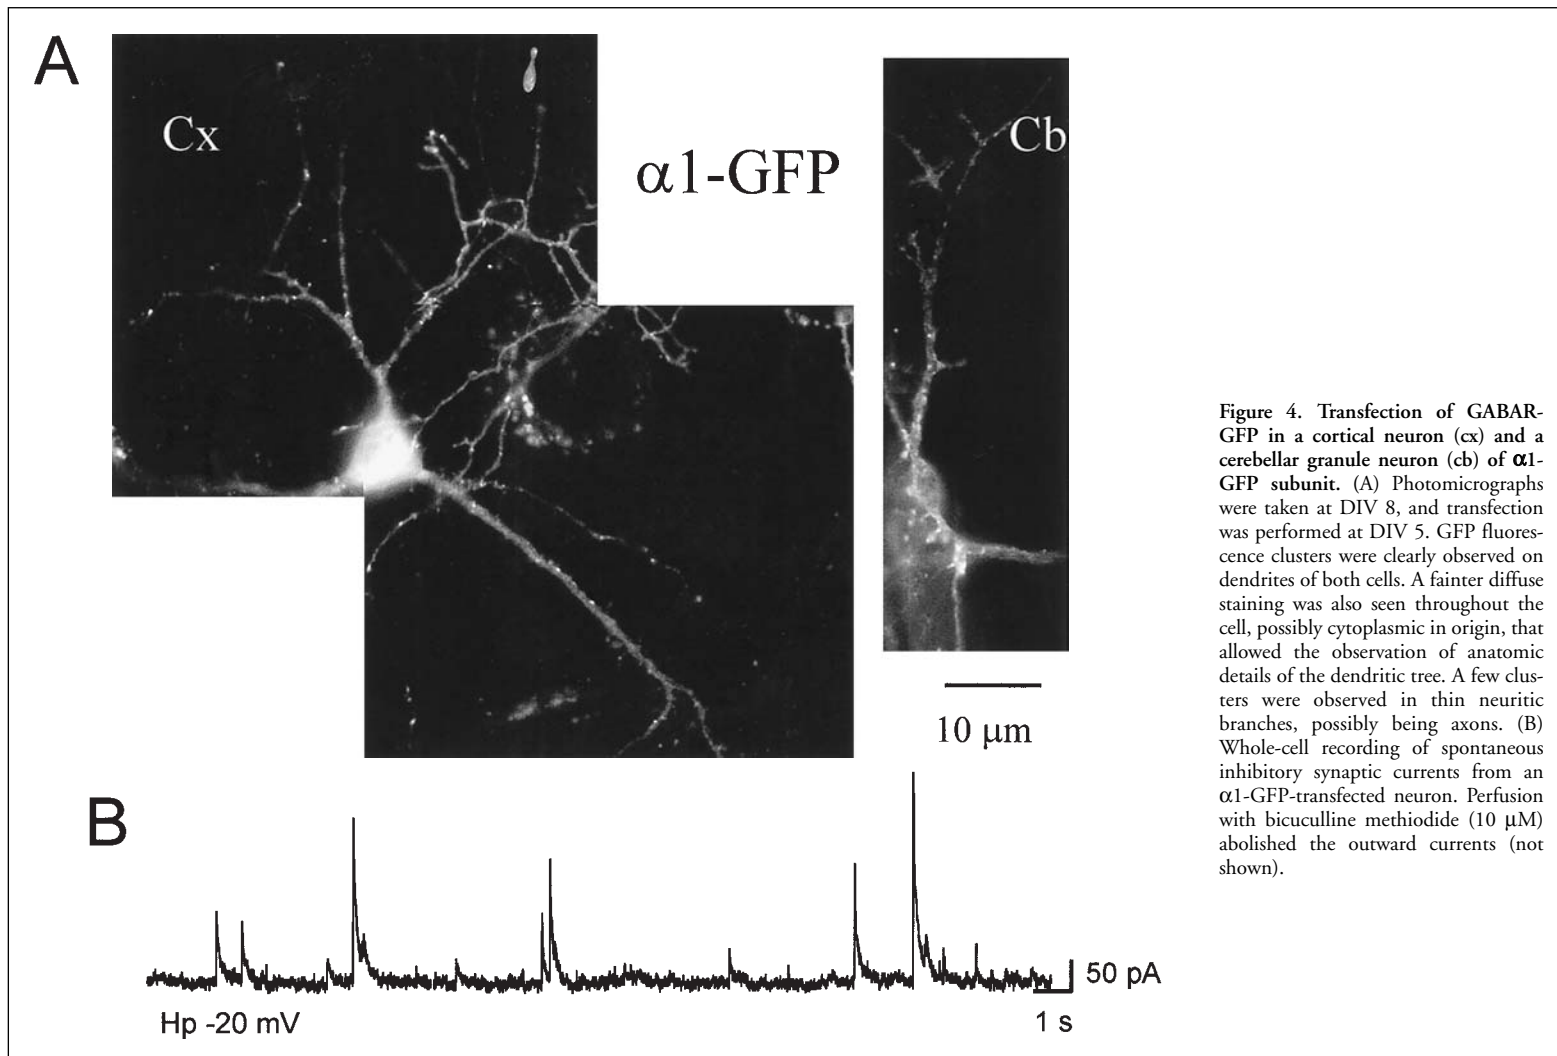 A
Cx
α1-GFP
Cb
10 μm
B
50 pA
Hp -20 mV
1 s
Figure 4. Transfection of GABAR-
GFP in a cortical neuron (cx) and a
cerebellar granule neuron (cb) of α1-
GFP subunit. (A) Photomicrographs
were taken at DIV 8, and transfection
was performed at DIV 5. GFP fluores-
cence clusters were clearly observed on
dendrites of both cells. A fainter diffuse
staining was also seen throughout the
cell, possibly cytoplasmic in origin, that
allowed the observation of anatomic
details of the dendritic tree. A few clus-
ters were observed in thin neuritic
branches, possibly being axons. (B)
Whole-cell recording of spontaneous
inhibitory synaptic currents from an
α1-GFP-transfected neuron. Perfusion
with bicuculline methiodide (10 μM)
abolished the outward currents (not
shown).